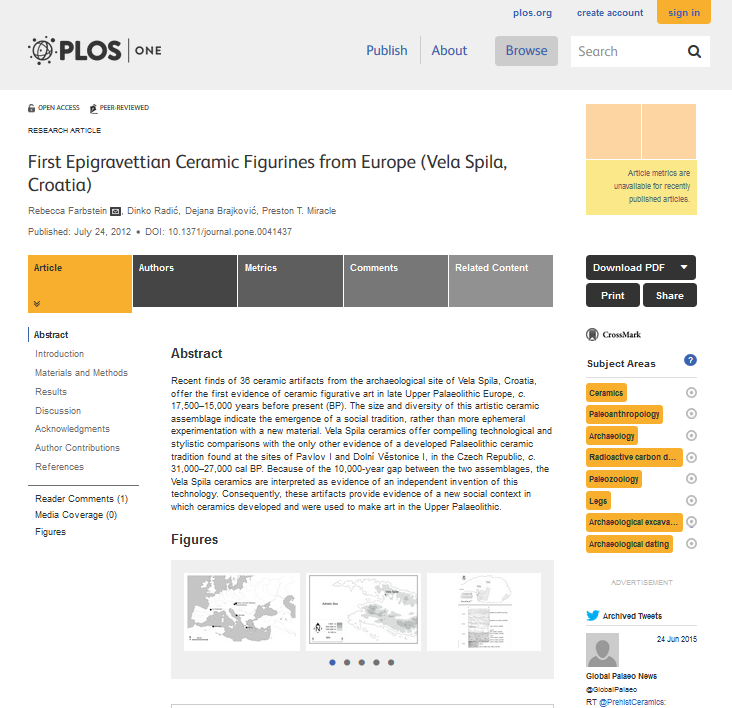 plos.org create account sign in
PLOS ONE Publish About Browse Search
OPEN ACCESS PEER-REVIEWED
RESEARCH ARTICLE
First Epigravettian Ceramic Figurines from Europe (Vela Spila,
Croatia)
Rebecca Farbstein , Dinko Radić, Dejana Brajković, Preston T. Miracle
Published: July 24, 2012 • DOI: 10.1371/journal.pone.0041437
Article metrics are
unavailable for recently
published articles.
Article Authors Metrics Comments Related Content
Download PDF
Print Share
CrossMark
Abstract
Introduction
Materials and Methods
Results
Discussion
Acknowledgments
Author Contributions
References
Reader Comments (1)
Media Coverage (0)
Figures
Abstract
Recent finds of 36 ceramic artifacts from the archaeological site of Vela Spila, Croatia,
offer the first evidence of ceramic figurative art in late Upper Palaeolithic Europe, c.
17,500–15,000 years before present (BP). The size and diversity of this artistic ceramic
assemblage indicate the emergence of a social tradition, rather than more ephemeral
experimentation with a new material. Vela Spila ceramics offer compelling technological and
stylistic comparisons with the only other evidence of a developed Palaeolithic ceramic
tradition found at the sites of Pavlov I and Dolní Věstonice I, in the Czech Republic, c.
31,000–27,000 cal BP. Because of the 10,000-year gap between the two assemblages, the
Vela Spila ceramics are interpreted as evidence of an independent invention of this
technology. Consequently, these artifacts provide evidence of a new social context in
which ceramics developed and were used to make art in the Upper Palaeolithic.
Figures
Subject Areas ?
Ceramics
Paleoanthropology
Archaeology
Radioactive carbon d...
Paleozoology
Legs
Archaeological excava...
Archaeological dating
ADVERTISEMENT
Archived Tweets
24 Jun 2015
Global Palaeo News
@GlobalPalaeo
RT @PrehistCeramics: